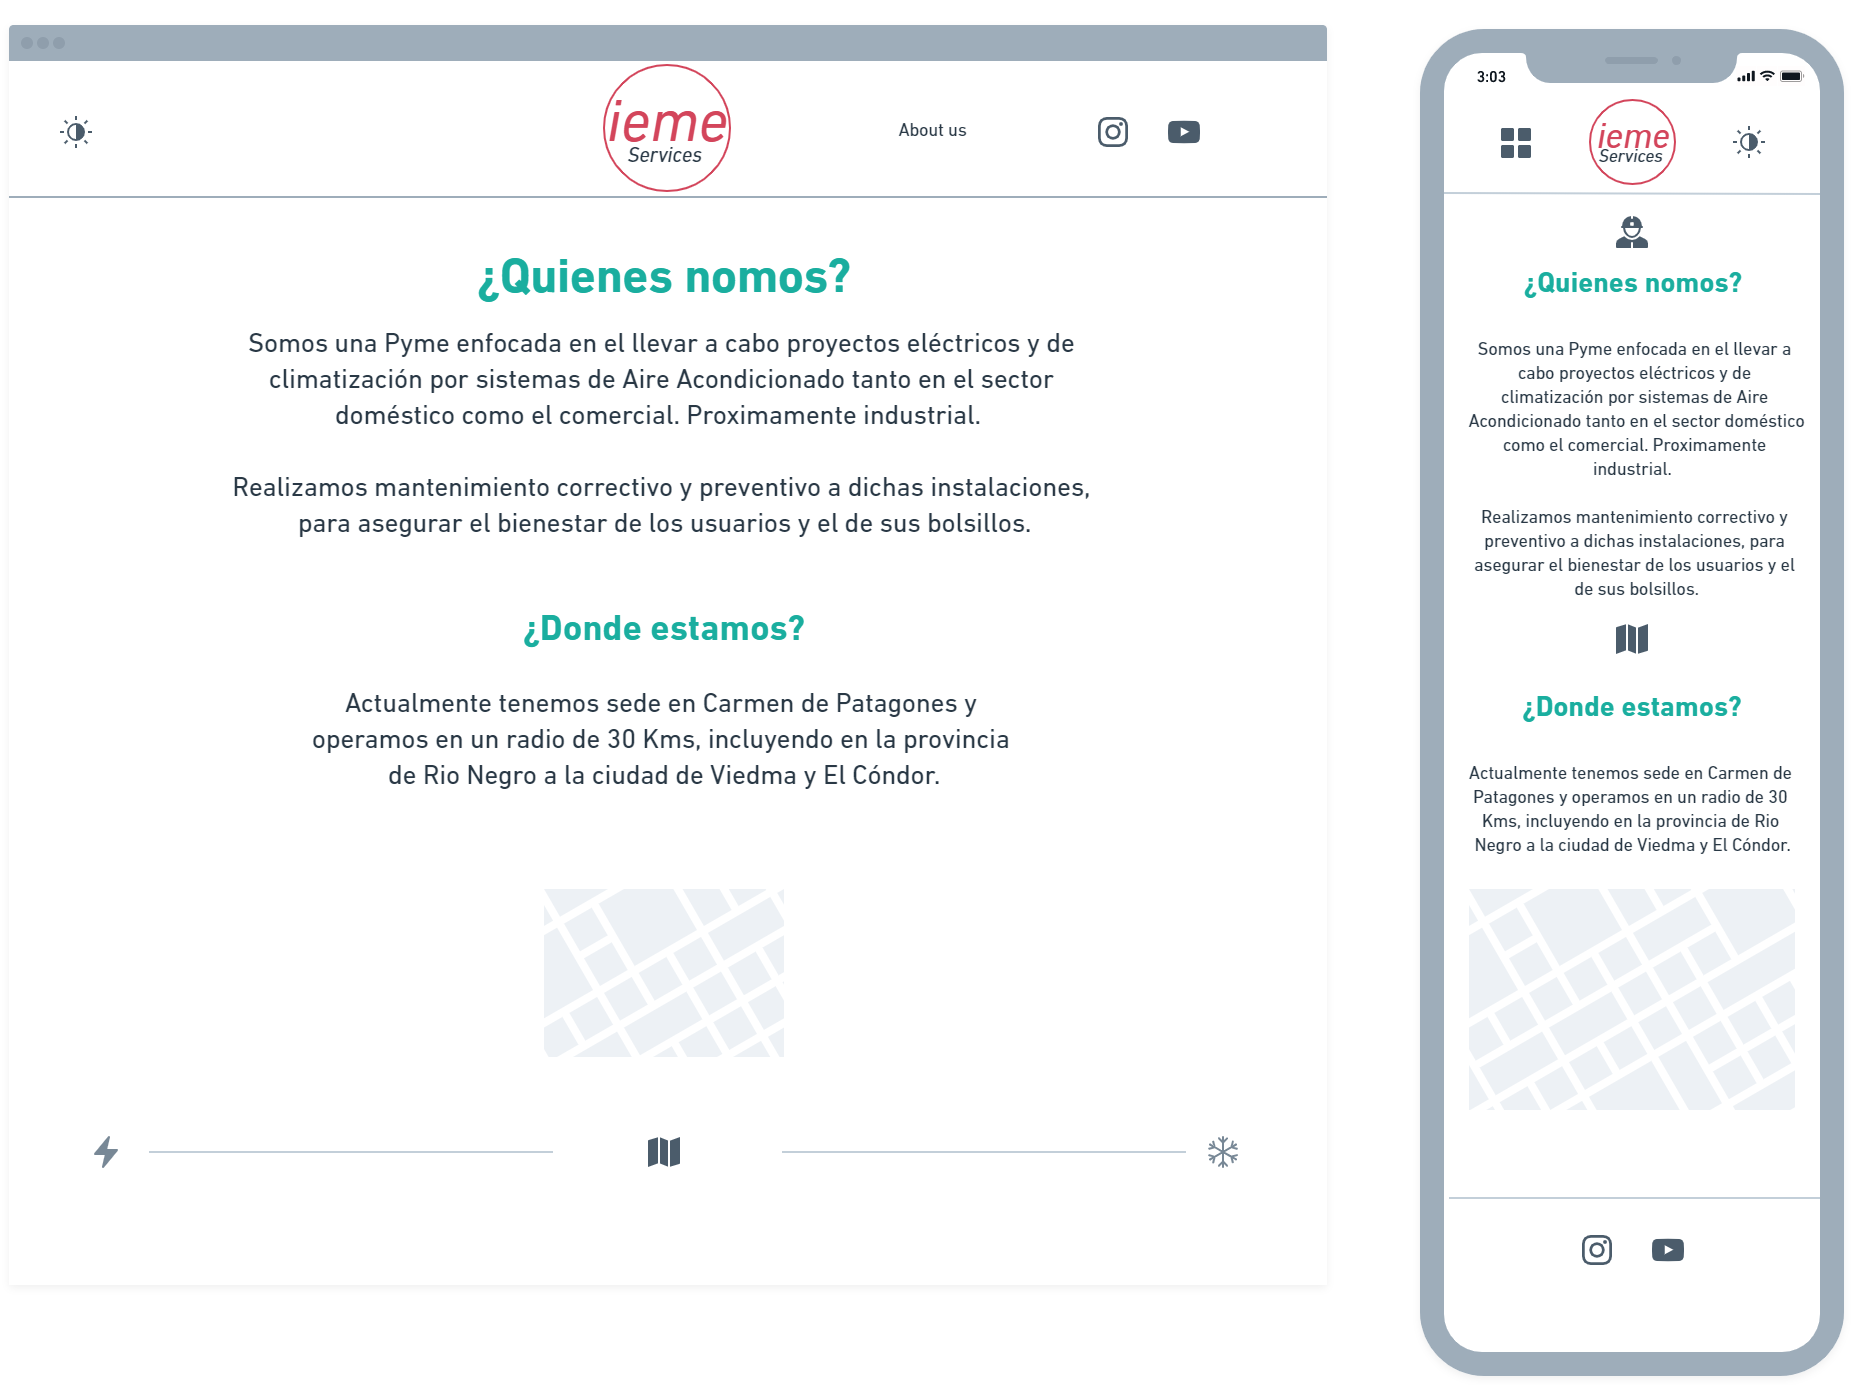 ieme
Services
About us
¿Quienes nomos?
Somos una Pyme enfocada en el llevar a cabo proyectos eléctricos y de
climatización por sistemas de Aire Acondicionado tanto en el sector
doméstico como el comercial. Proximamente industrial.
Realizamos mantenimiento correctivo y preventivo a dichas instalaciones,
para asegurar el bienestar de los usuarios y el de sus bolsillos.
¿Donde estamos?
Actualmente tenemos sede en Carmen de Patagones y
operamos en un radio de 30 Kms, incluyendo en la provincia
de Rio Negro a la ciudad de Viedma y El Cóndor.
3:03
ieme
Services
¿Quienes nomos?
Somos una Pyme enfocada en el llevar a
cabo proyectos eléctricos y de
climatización por sistemas de Aire
Acondicionado tanto en el sector doméstico
como el comercial. Proximamente
industrial.
Realizamos mantenimiento correctivo y
preventivo a dichas instalaciones, para
asegurar el bienestar de los usuarios y el
de sus bolsillos.
¿Donde estamos?
Actualmente tenemos sede en Carmen de
Patagones y operamos en un radio de 30
Kms, incluyendo en la provincia de Rio
Negro a la ciudad de Viedma y El Cóndor.